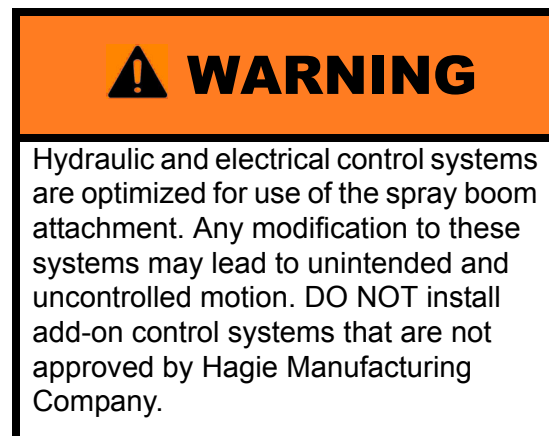 WARNING
Hydraulic and electrical control systems
are optimized for use of the spray boom
attachment. Any modification to these
systems may lead to unintended and
uncontrolled motion. DO NOT install
add-on control systems that are not
approved by Hagie Manufacturing
Company.